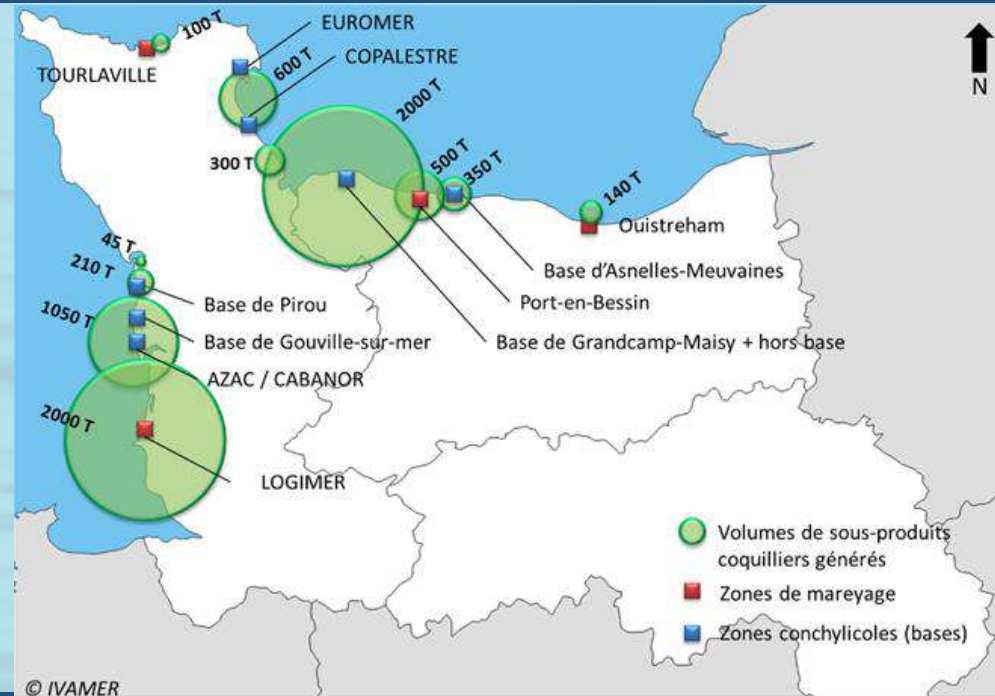 EUROMER
100 T
COPALESTRE
600 T
TOURLAVILLE
2000 T
N
300 T
500 T
350 T
140 T
Ouistreham
45 T
210 T
Base d'Asnelles-Meuvaines
Base de Pirou
Port-en-Bessin
1050 T
Base de Gouville-sur-mer
Base de Grandcamp-Maisy + hors base
AZAC / CABANOR
2000 T
LOGIMER
Volumes de sous-produits
coquilliers générés
Zones de mareyage
Zones conchylicoles (bases)
© IVAMER